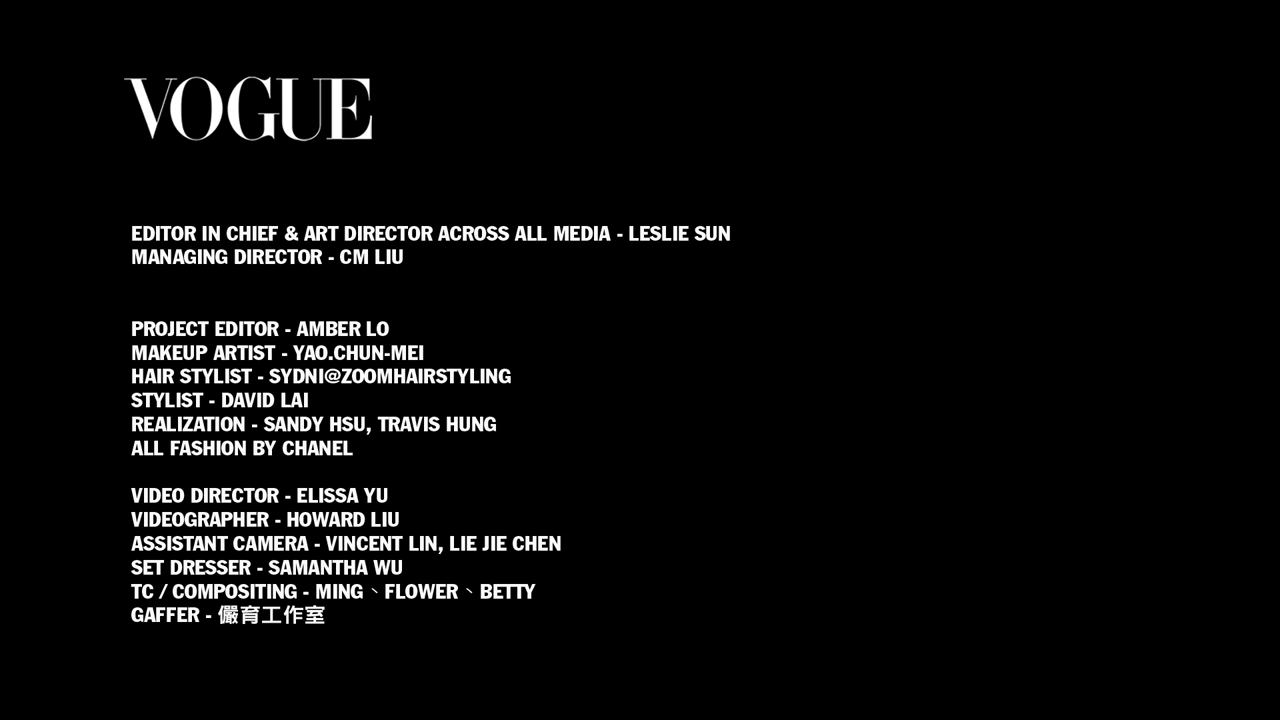 VOGUE
EDITOR IN CHIEF & ART DIRECTOR ACROSS ALL MEDIA - LESLIE SUN
MANAGING DIRECTOR - CM LIU
PROJECT EDITOR - AMBER LO
MAKEUP ARTIST - YAO.CHUN-MEI
HAIR STYLIST - SYDNI@ZOOMHAIRSTYLING
STYLIST - DAVID LAI
REALIZATION - SANDY HSU, TRAVIS HUNG
ALL FASHION BY CHANEL
VIDEO DIRECTOR - ELISSA YU
VIDEOGRAPHER - HOWARD LIU
ASSISTANT CAMERA - VINCENT LIN, LIE JIE CHEN
SET DRESSER - SAMANTHA WU
TC / COMPOSITING - MING、FLOWER、BETTY
GAFFER - 儼育工作室